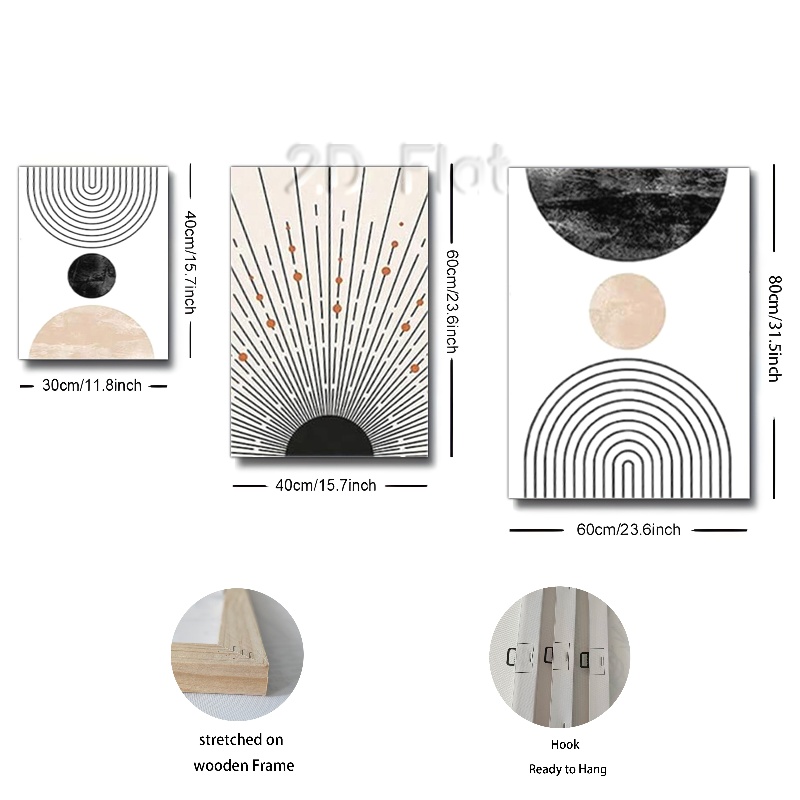 2D Flat
40cm/15.7inch
30cm/11.8inch
60cm/23.6inch
40cm/15.7inch
80cm/31.5inch
60cm/23.6inch
stretched on
wooden Frame
Hook
Ready to Hang